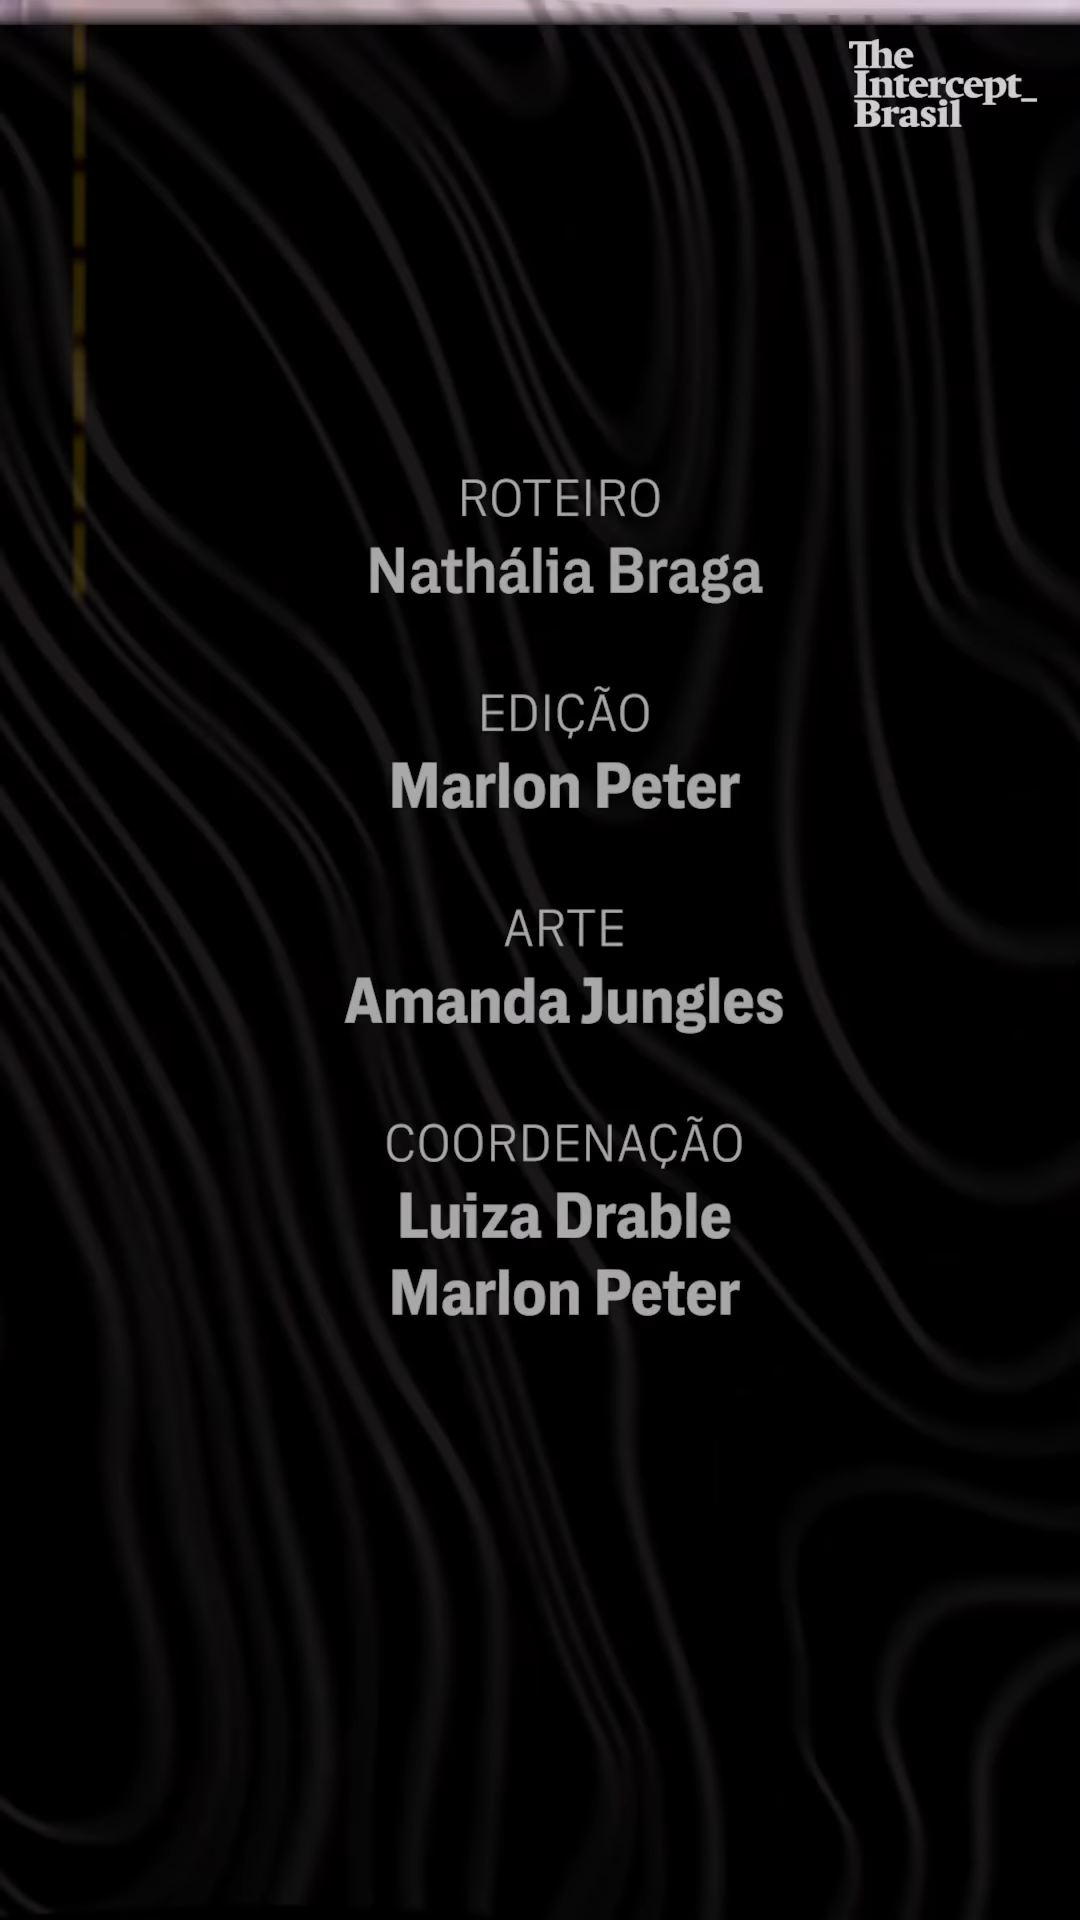 The
Intercept_
Brasil
ROTEIRO
Nathália Braga
EDIÇÃO
Marlon Peter
ARTE
Amanda Jungles
COORDENAÇÃO
Luiza Drable
Marlon Peter